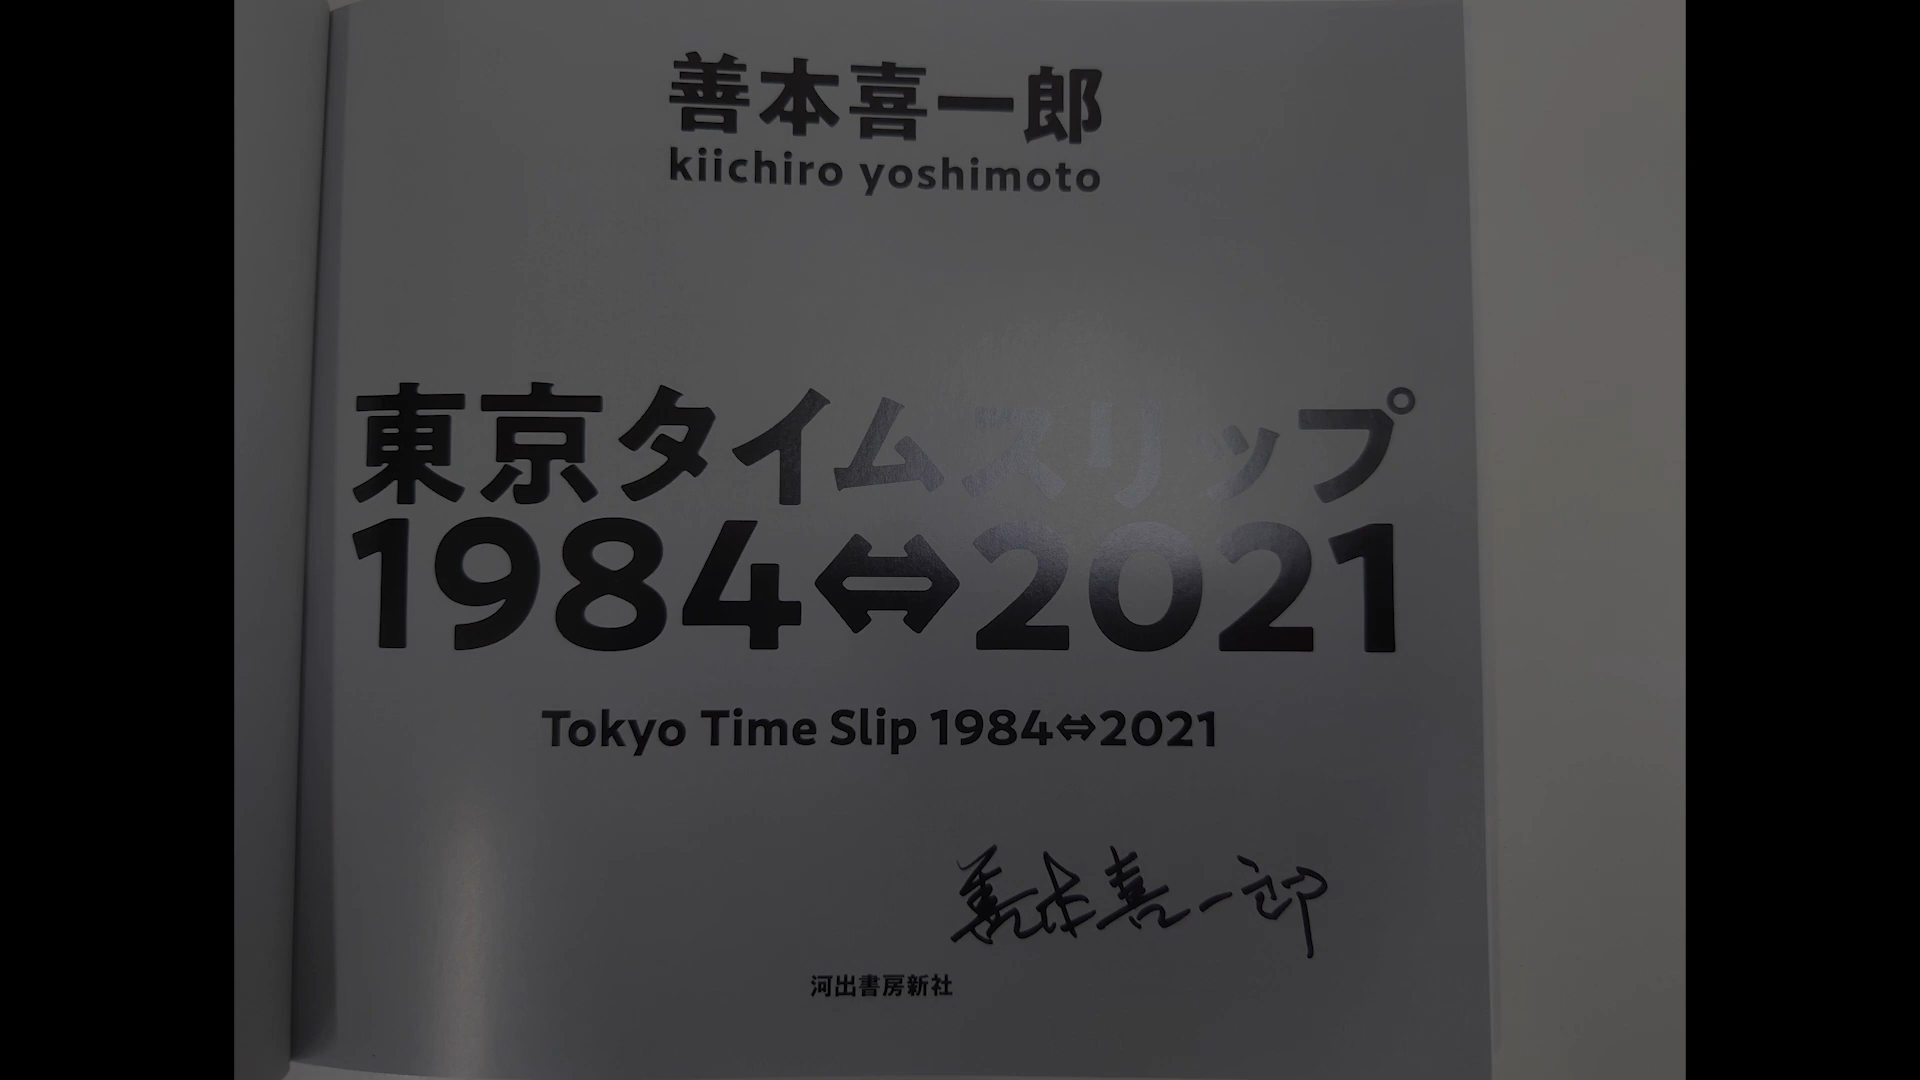 善本喜一郎
kiichiro yoshimoto
東京タイムスリップ
1984⇔2021
Tokyo Time Slip 1984⇔2021
善本喜一郎
河出書房新社